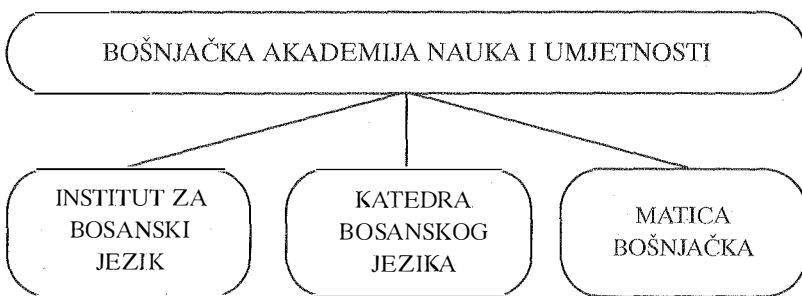 BOŠNJAČKA AKADEMIJA NAUKA I UMJETNOSTI
INSTITUT ZA
BOSANSKI
JEZIK
KATEDRA
BOSANSKOG
JEZIKA
MATICA
BOŠNJAČKA